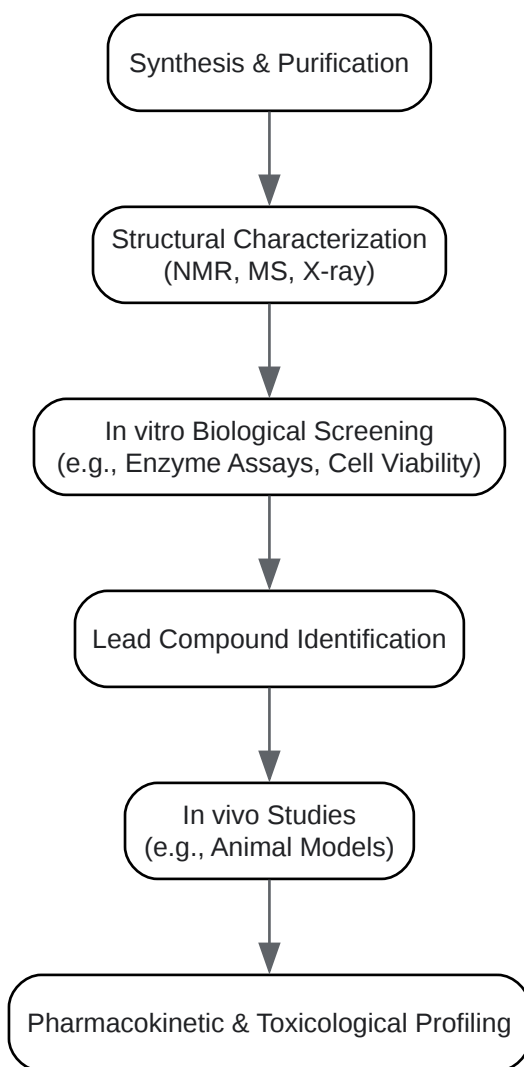 Synthesis & Purification
Structural Characterization
(NMR, MS, X-ray)
In vitro Biological Screening
(e.g., Enzyme Assays, Cell Viability)
Lead Compound Identification
In vivo Studies
(e.g., Animal Models)
Pharmacokinetic & Toxicological Profiling